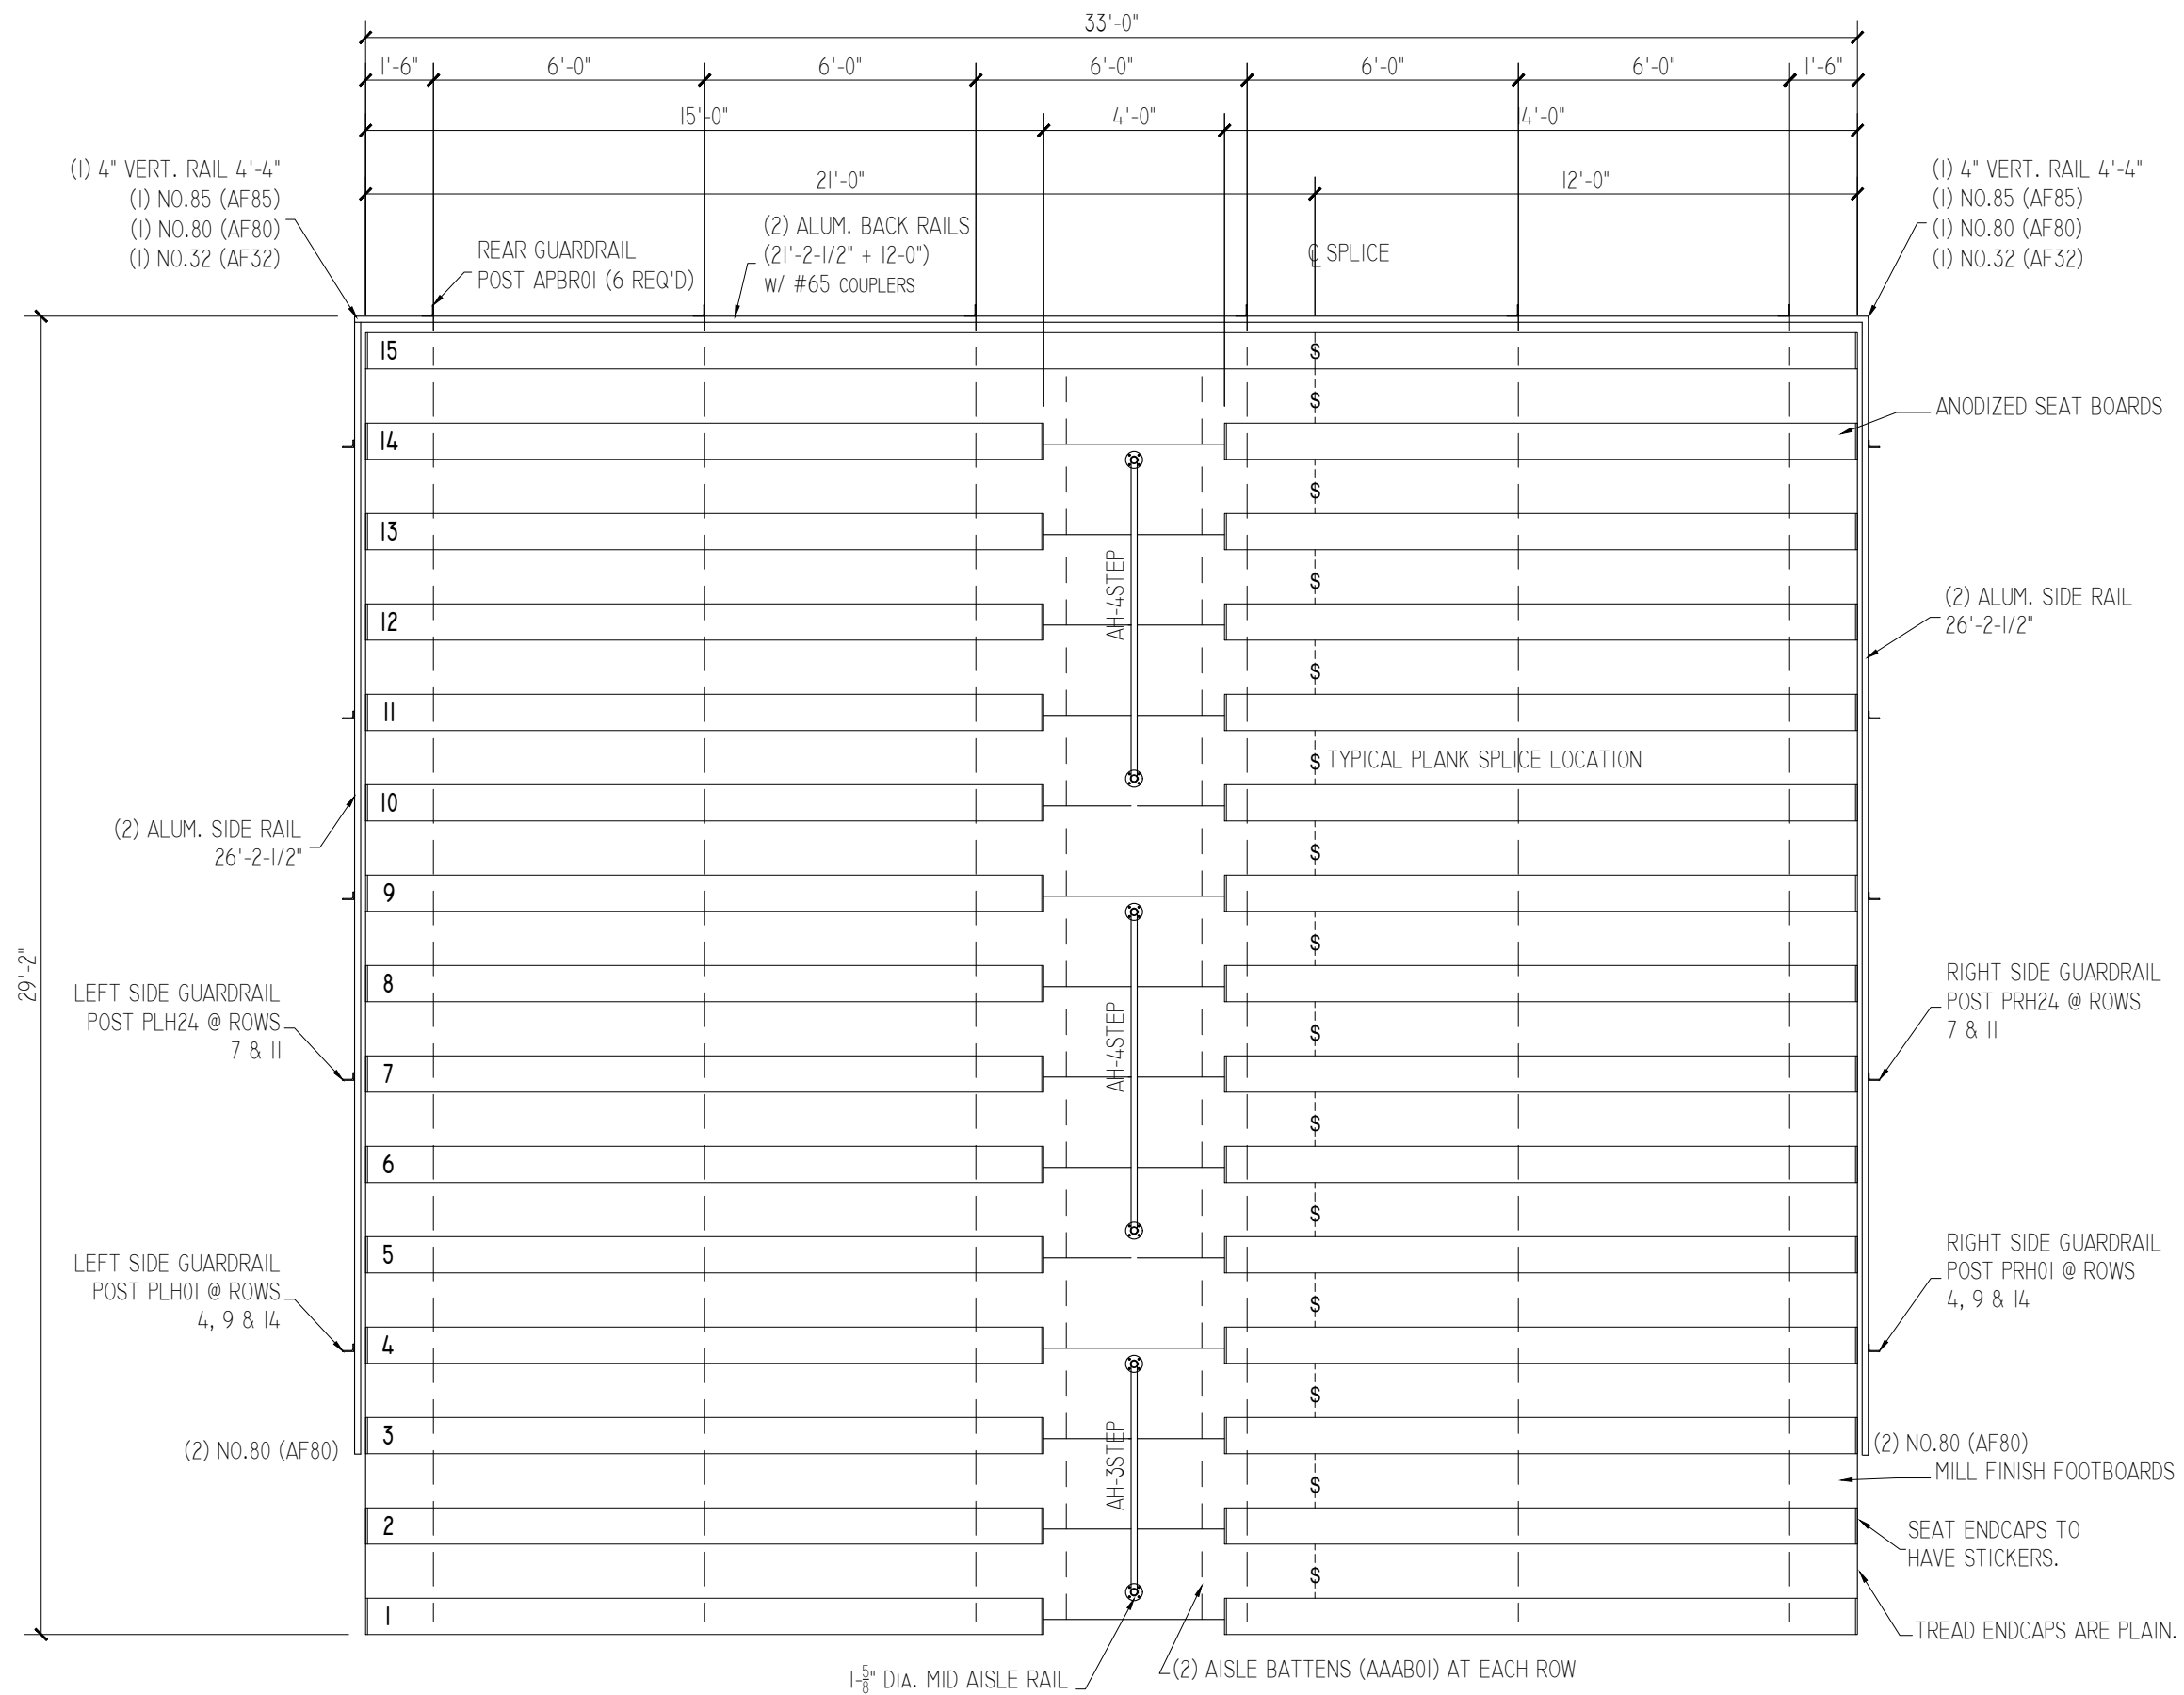 33'-0"
1'-6" 6'-0" 6'-0" 6'-0" 6'-0" 6'-0" 1'-6"
15'-0" 4'-0" 14'-0"
21'-0" 12'-0"
(1) 4" VERT. RAIL 4'-4"
(1) NO.85 (AF85)
(1) NO.80 (AF80)
(1) NO.32 (AF32)
REAR GUARDRAIL
POST APBR01 (6 REQ'D)
(2) ALUM. BACK RAILS
(21'-2-1/2" + 12-0")
W/ #65 COUPLERS
℄ SPLICE
(1) 4" VERT. RAIL 4'-4"
(1) NO.85 (AF85)
(1) NO.80 (AF80)
(1) NO.32 (AF32)
15 $
$
ANODIZED SEAT BOARDS
14
$
13
AH-4STEP
$
12
(2) ALUM. SIDE RAIL
26'-2-1/2"
$
11
$ TYPICAL PLANK SPLICE LOCATION
10
(2) ALUM. SIDE RAIL
26'-2-1/2"
$
9
$
29'-2"
8
LEFT SIDE GUARDRAIL
POST PLH24 @ ROWS
7 & 11
AH-4STEP
$
RIGHT SIDE GUARDRAIL
POST PRH24 @ ROWS
7 & 11
7
$
6
$
5
LEFT SIDE GUARDRAIL
POST PLH01 @ ROWS
4, 9 & 14
$
RIGHT SIDE GUARDRAIL
POST PRH01 @ ROWS
4, 9 & 14
4
$
3
(2) NO.80 (AF80)
AH-3STEP
(2) NO.80 (AF80)
$
MILL FINISH FOOTBOARDS
2
SEAT ENDCAPS TO
HAVE STICKERS.
$
1
TREAD ENDCAPS ARE PLAIN.
1-5/8" DIA. MID AISLE RAIL
(2) AISLE BATTENS (AAAB01) AT EACH ROW